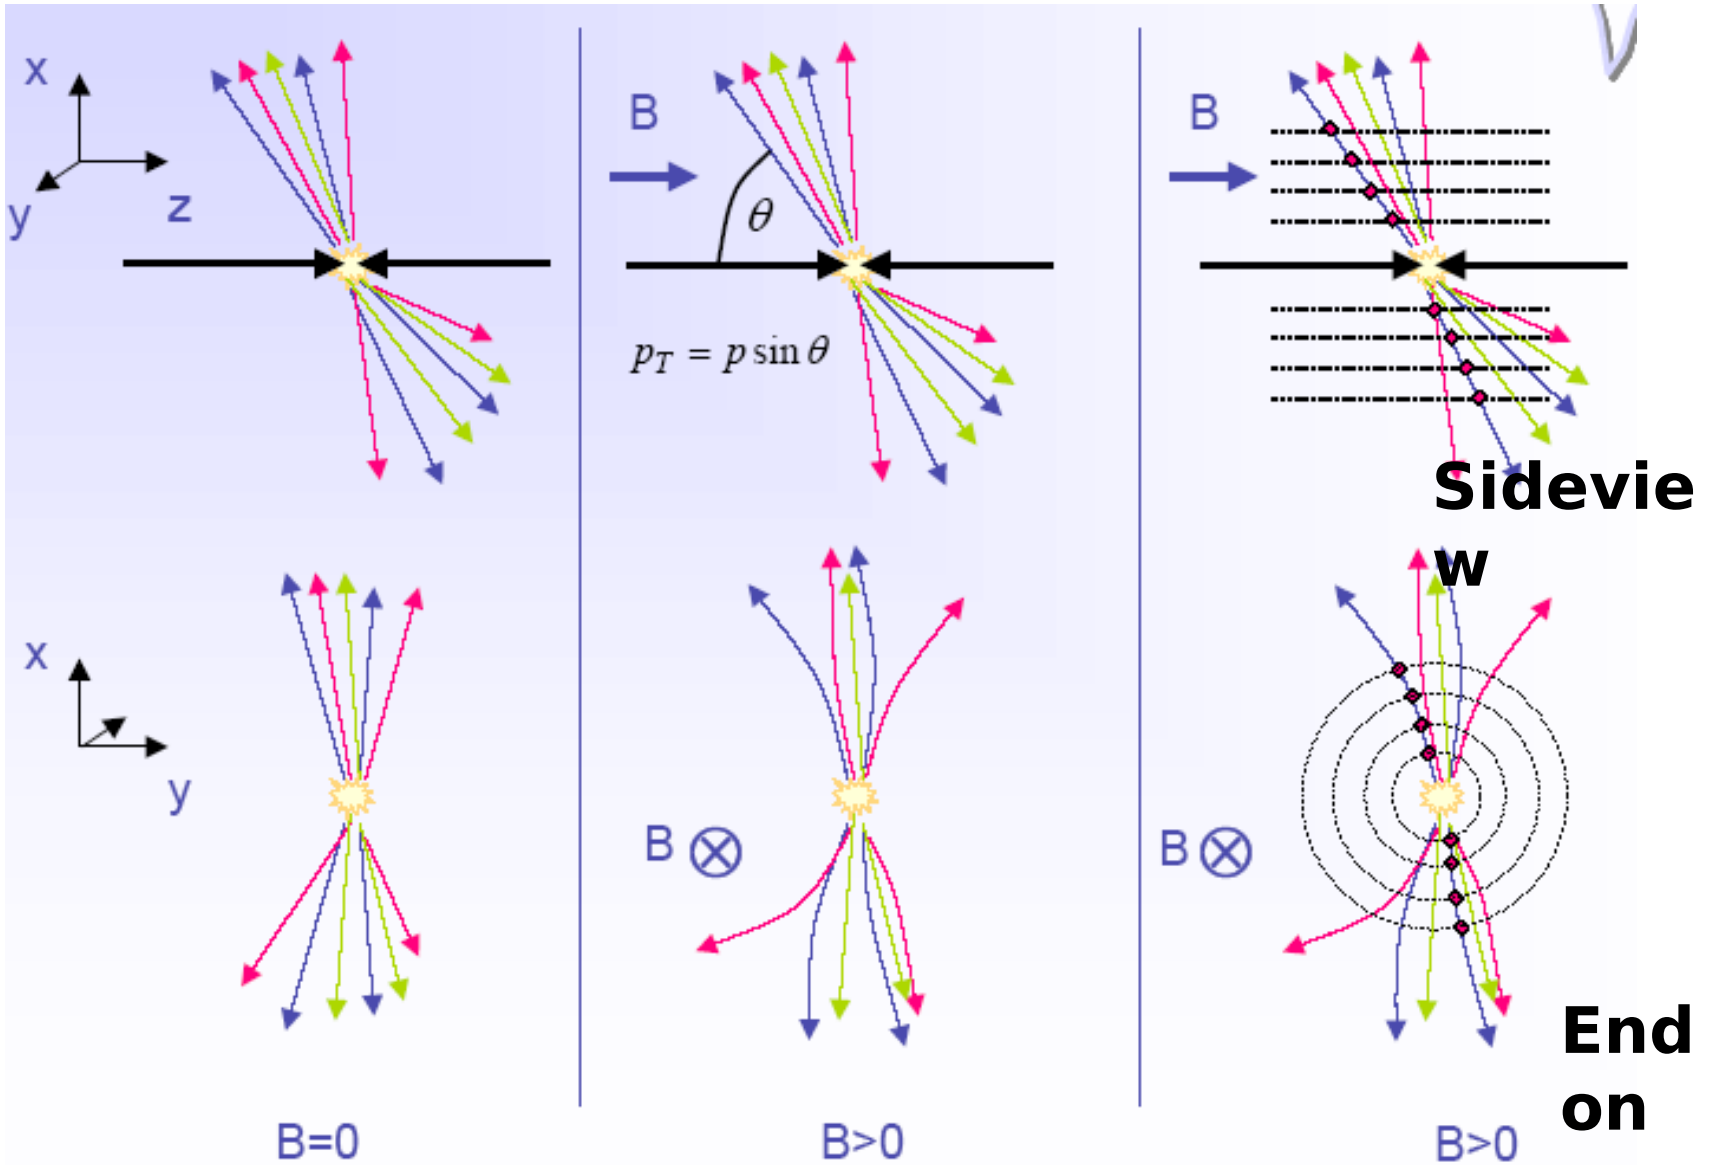 x
y
z
B
θ
p_T = p sin θ
B
Sidevie
w
x
y
B
B
End
on
B=0
B>0
B>0